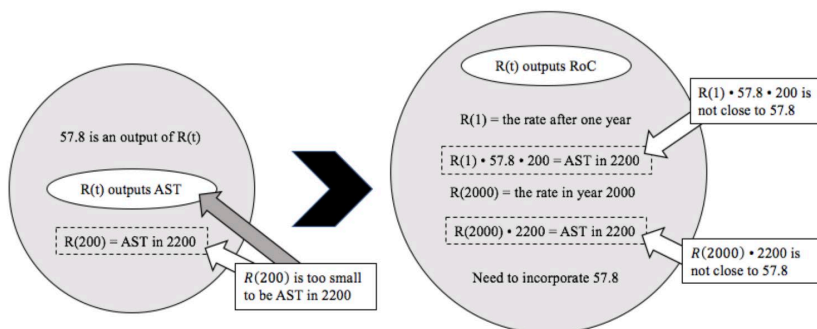 57.8 is an output of R(t)
R(t) outputs AST
R(200) = AST in 2200
R(200) is too small
to be AST in 2200
R(t) outputs RoC
R(1) = the rate after one year
R(1) • 57.8 • 200 = AST in 2200
R(2000) = the rate in year 2000
R(2000) • 2200 = AST in 2200
Need to incorporate 57.8
R(1) • 57.8 • 200 is
not close to 57.8
R(2000) • 2200 is
not close to 57.8